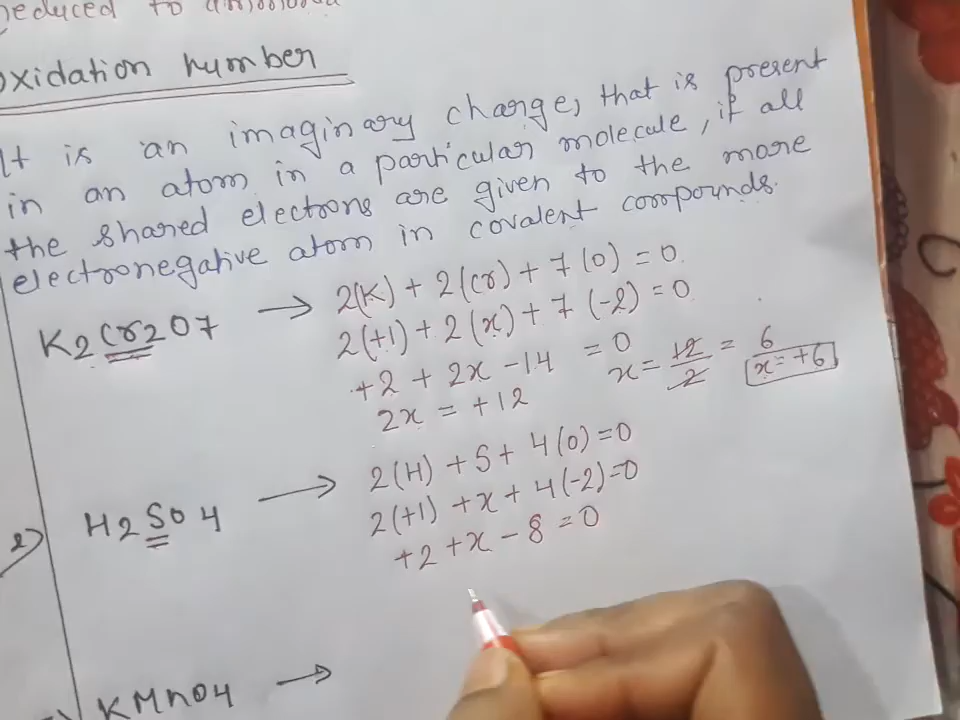 reduced to
oxidation number
It is an imaginary charge, that is present
in an atom in a particular molecule, if all
the shared electrons are given to the more
electronegative atom in covalent compounds.
K2Cr2O7 → 2(K) + 2(Cr) + 7(O) = 0
2(+1) + 2(x) + 7(-2) = 0
+2 + 2x - 14 = 0 x = 12/2 = 6
2x = +12 x = +6
2) H2SO4 → 2(H) + S + 4(O) = 0
2(+1) + x + 4(-2) = 0
+2 + x - 8 = 0
KMnO4 →